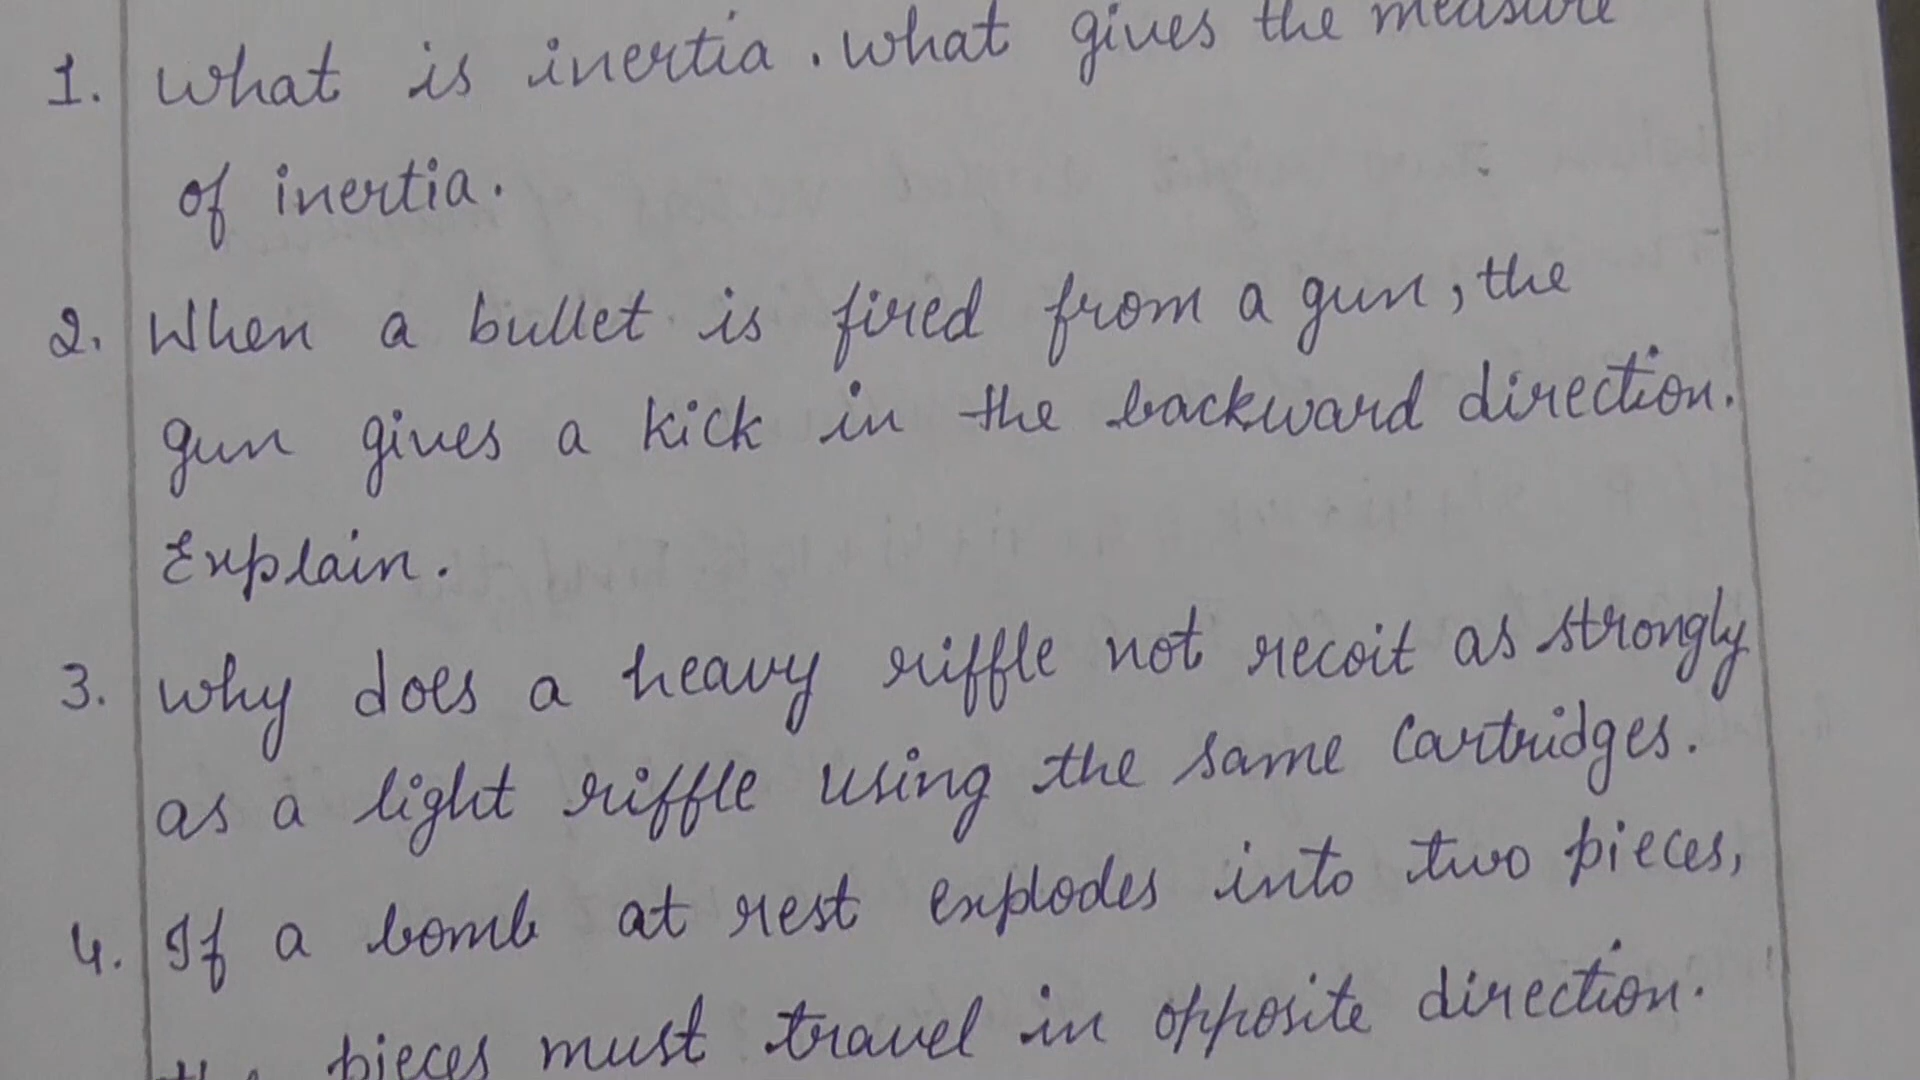 1. What is inertia. What gives the measure
of inertia.
2. When a bullet is fired from a gun, the
gun gives a kick in the backward direction.
Explain.
3. Why does a heavy riffle not recoit as strongly
as a light riffle using the same cartridges.
4. If a bomb at rest explodes into two pieces,
the pieces must travel in opposite direction.